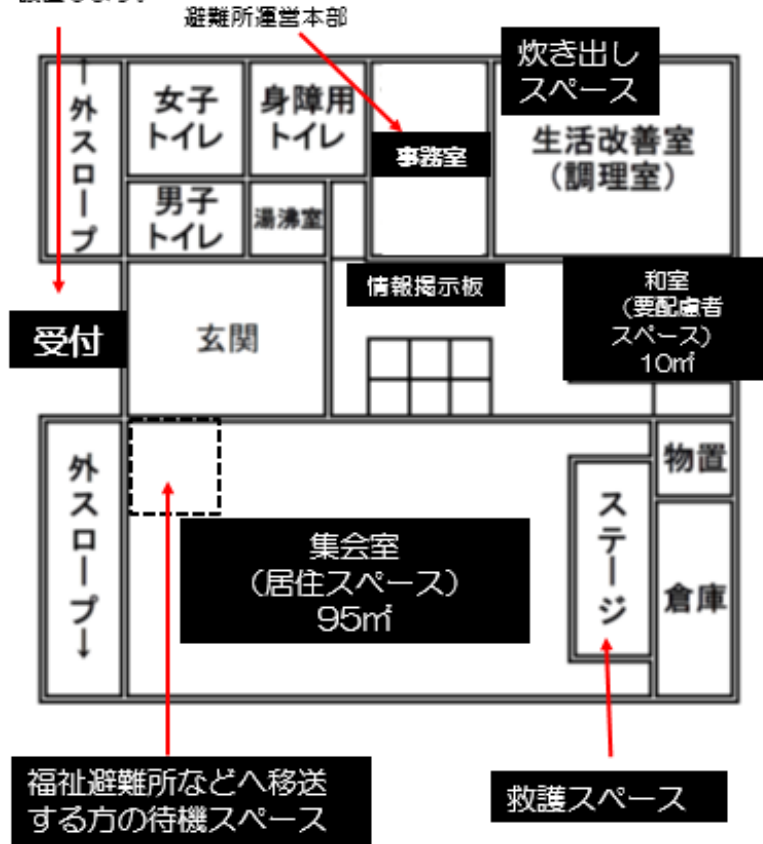 避難所運営本部
炊き出し
スペース
外スロープ
女子
トイレ
身障用
トイレ
事務室
生活改善室
（調理室）
男子
トイレ
湯沸室
情報掲示板
和室
（要配慮者
スペース）
10㎡
受付
玄関
外スロープ↓
物置
集会室
（居住スペース）
95㎡
ステージ
倉庫
福祉避難所などへ移送
する方の待機スペース
救護スペース